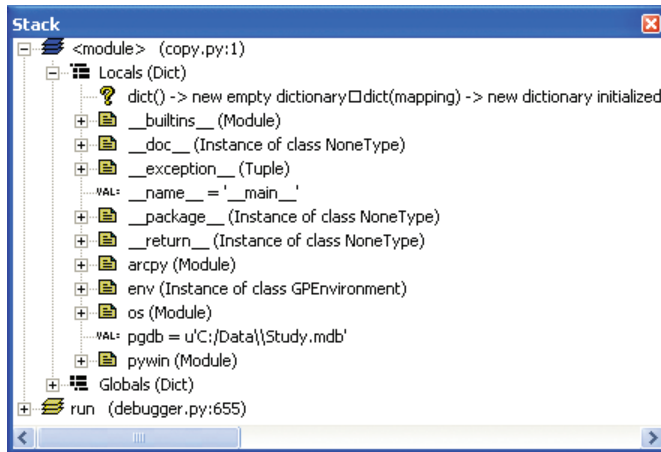 Stack
<module> (copy.py:1)
Locals (Dict)
dict() -> new empty dictionary□dict(mapping) -> new dictionary initialized
__builtins__ (Module)
__doc__ (Instance of class NoneType)
__exception__ (Tuple)
VAL: __name__ = '__main__'
__package__ (Instance of class NoneType)
__return__ (Instance of class NoneType)
arcpy (Module)
env (Instance of class GPEnvironment)
os (Module)
VAL: pgdb = u'C:/Data\\Study.mdb'
pywin (Module)
Globals (Dict)
run (debugger.py:655)